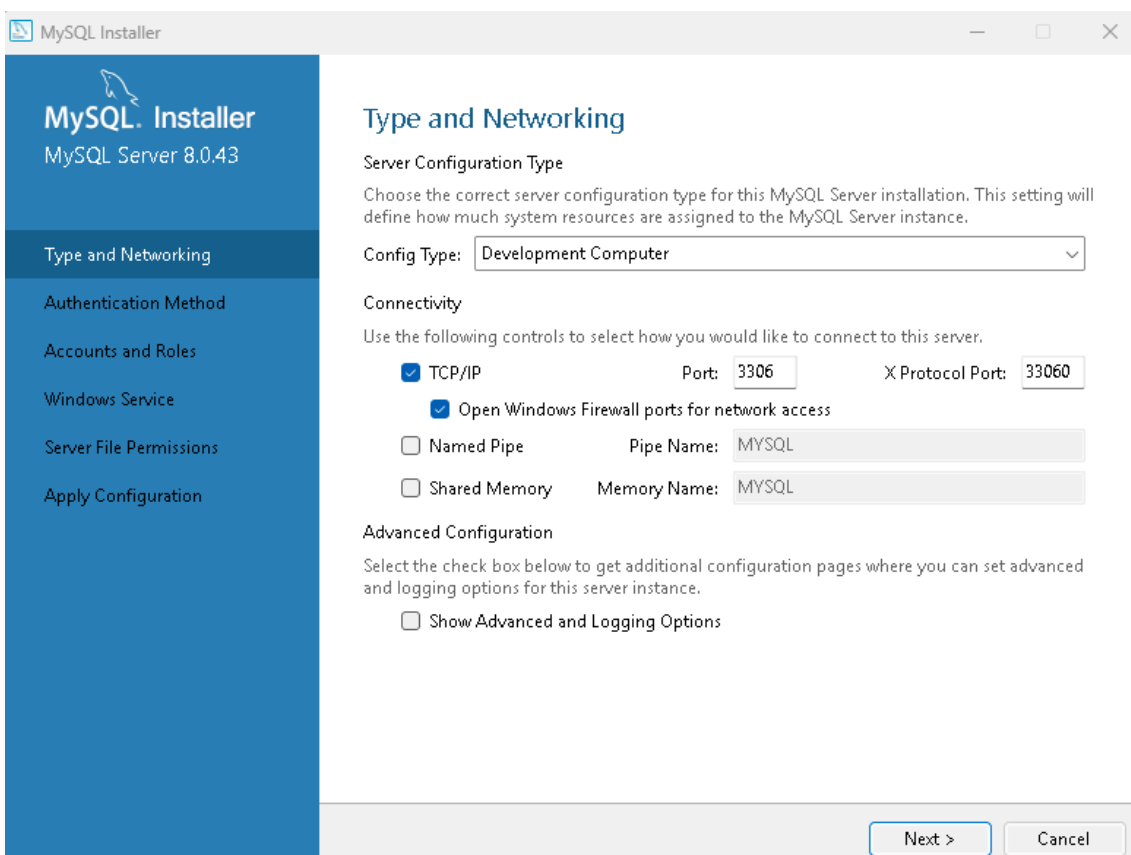 MySQL Installer
MySQL. Installer
MySQL Server 8.0.43
Type and Networking
Authentication Method
Accounts and Roles
Windows Service
Server File Permissions
Apply Configuration
Type and Networking
Server Configuration Type
Choose the correct server configuration type for this MySQL Server installation. This setting will
define how much system resources are assigned to the MySQL Server instance.
Config Type: Development Computer
Connectivity
Use the following controls to select how you would like to connect to this server.
TCP/IP Port: 3306 X Protocol Port: 33060
Open Windows Firewall ports for network access
Named Pipe Pipe Name: MYSQL
Shared Memory Memory Name: MYSQL
Advanced Configuration
Select the check box below to get additional configuration pages where you can set advanced
and logging options for this server instance.
Show Advanced and Logging Options
Next > Cancel